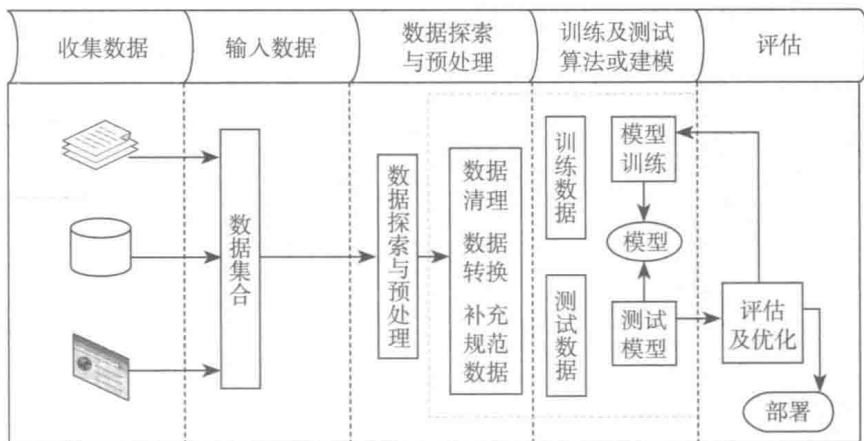 收集数据
输入数据
数据探索
与预处理
训练及测试
算法或建模
评估
数据集合
数据探索与预处理
数据
清理
数据
转换
补充
规范
数据
训练数据
测试数据
模型
训练
模型
测试
模型
评估
及优化
部署